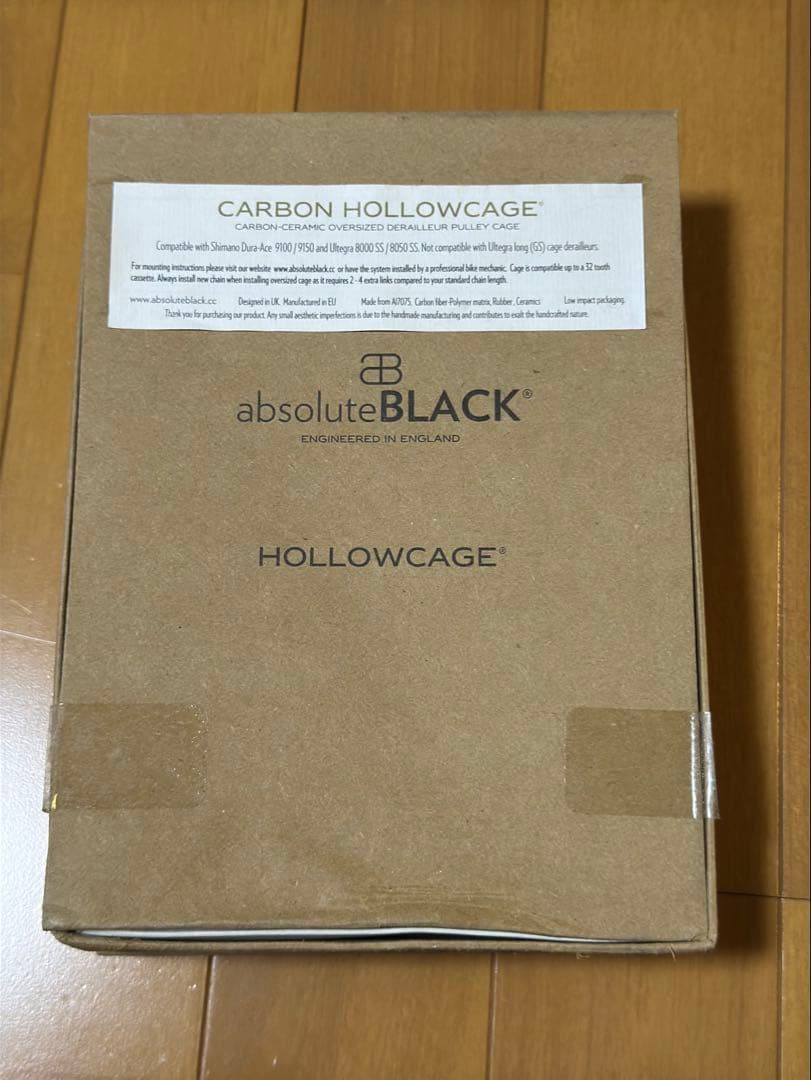 CARBON HOLLOWCAGE®
CARBON-CERAMIC OVERSIZED DERAILLEUR PULLEY CAGE
Compatible with Shimano Dura-Ace 9100 / 9150 and Ultegra 8000 SS / 8050 SS. Not compatible with Ultegra long (GS) cage derailleurs.
For mounting instructions please visit our website www.absoluteblack.cc or have the system installed by a professional bike mechanic. Cage is compatible up to a 32 tooth
cassette. Always install new chain when installing oversized cage as it requires 2 - 4 extra links compared to your standard chain length.
www.absoluteblack.cc Designed in UK. Manufactured in EU Made from Al7075, Carbon fiber-Polymer matrix, Rubber, Ceramics Low impact packaging.
Thank you for purchasing our product. Any small aesthetic imperfections is due to the handmade manufacturing and contributes to exalt the handcrafted nature.
absoluteBLACK®
ENGINEERED IN ENGLAND
HOLLOWCAGE®